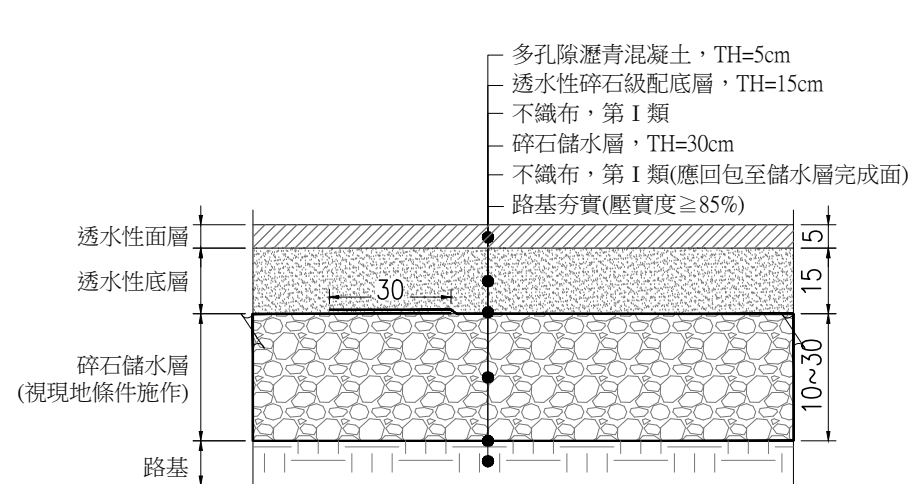 多孔隙瀝青混凝土，TH=5cm
透水性碎石級配底層，TH=15cm
不織布，第Ⅰ類
碎石儲水層，TH=30cm
不織布，第Ⅰ類(應回包至儲水層完成面)
路基夯實(壓實度≧85%)
透水性面層
5
透水性底層
15
30
碎石儲水層
(視現地條件施作)
10~30
路基